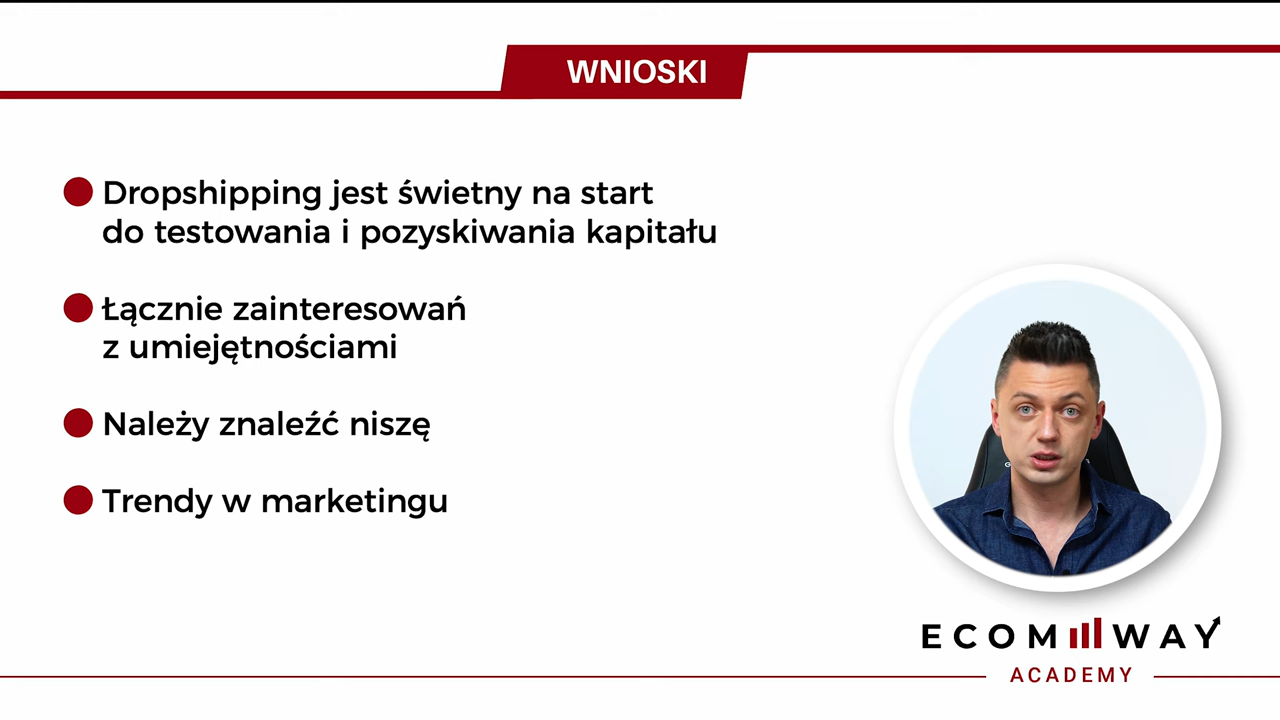 WNIOSKI
Dropshipping jest świetny na start
do testowania i pozyskiwania kapitału
Łącznie zainteresowań
z umiejętnościami
Należy znaleźć niszę
Trendy w marketingu
ECOM WAY
ACADEMY